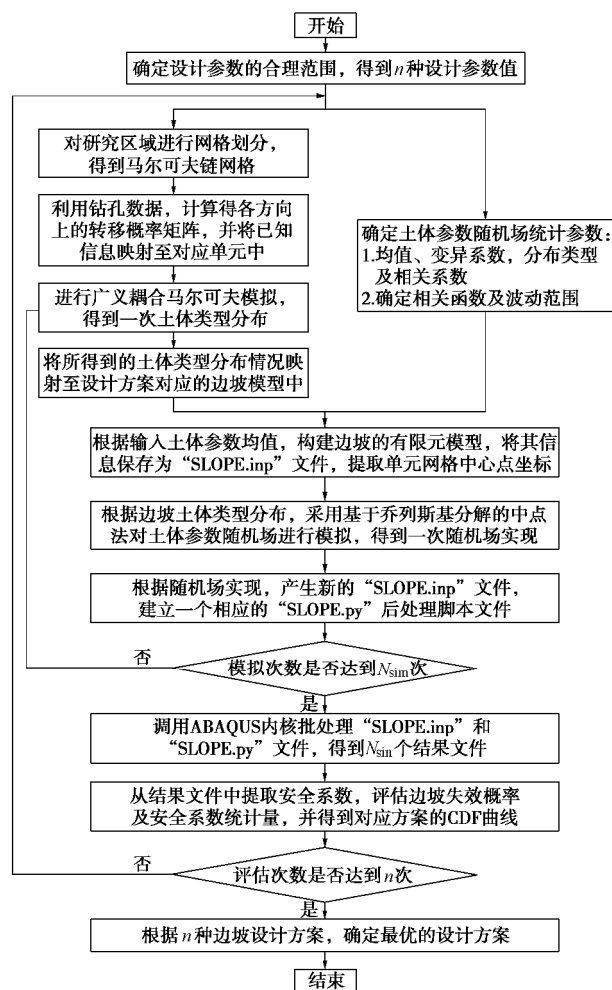 开始
确定设计参数的合理范围，得到n种设计参数值
对研究区域进行网格划分，
得到马尔可夫链网格
利用钻孔数据，计算得各方向
上的转移概率矩阵，并将已知
信息映射至对应单元中
进行广义耦合马尔可夫模拟，
得到一次土体类型分布
将所得到的土体类型分布情况映
射至设计方案对应的边坡模型中
确定土体参数随机场统计参数：
1.均值、变异系数，分布类型
及相关系数
2.确定相关函数及波动范围
根据输入土体参数均值，构建边坡的有限元模型，将其信
息保存为“SLOPE.inp”文件，提取单元网格中心点坐标
根据边坡土体类型分布，采用基于乔列斯基分解的中点
法对土体参数随机场进行模拟，得到一次随机场实现
根据随机场实现，产生新的“SLOPE.inp”文件，
建立一个相应的“SLOPE.py”后处理脚本文件
否
模拟次数是否达到Nsim次
是
调用ABAQUS内核批处理“SLOPE.inp”和
“SLOPE.py”文件，得到Nsin个结果文件
从结果文件中提取安全系数，评估边坡失效概率
及安全系数统计量，并得到对应方案的CDF曲线
否
评估次数是否达到n次
是
根据n种边坡设计方案，确定最优的设计方案
结束